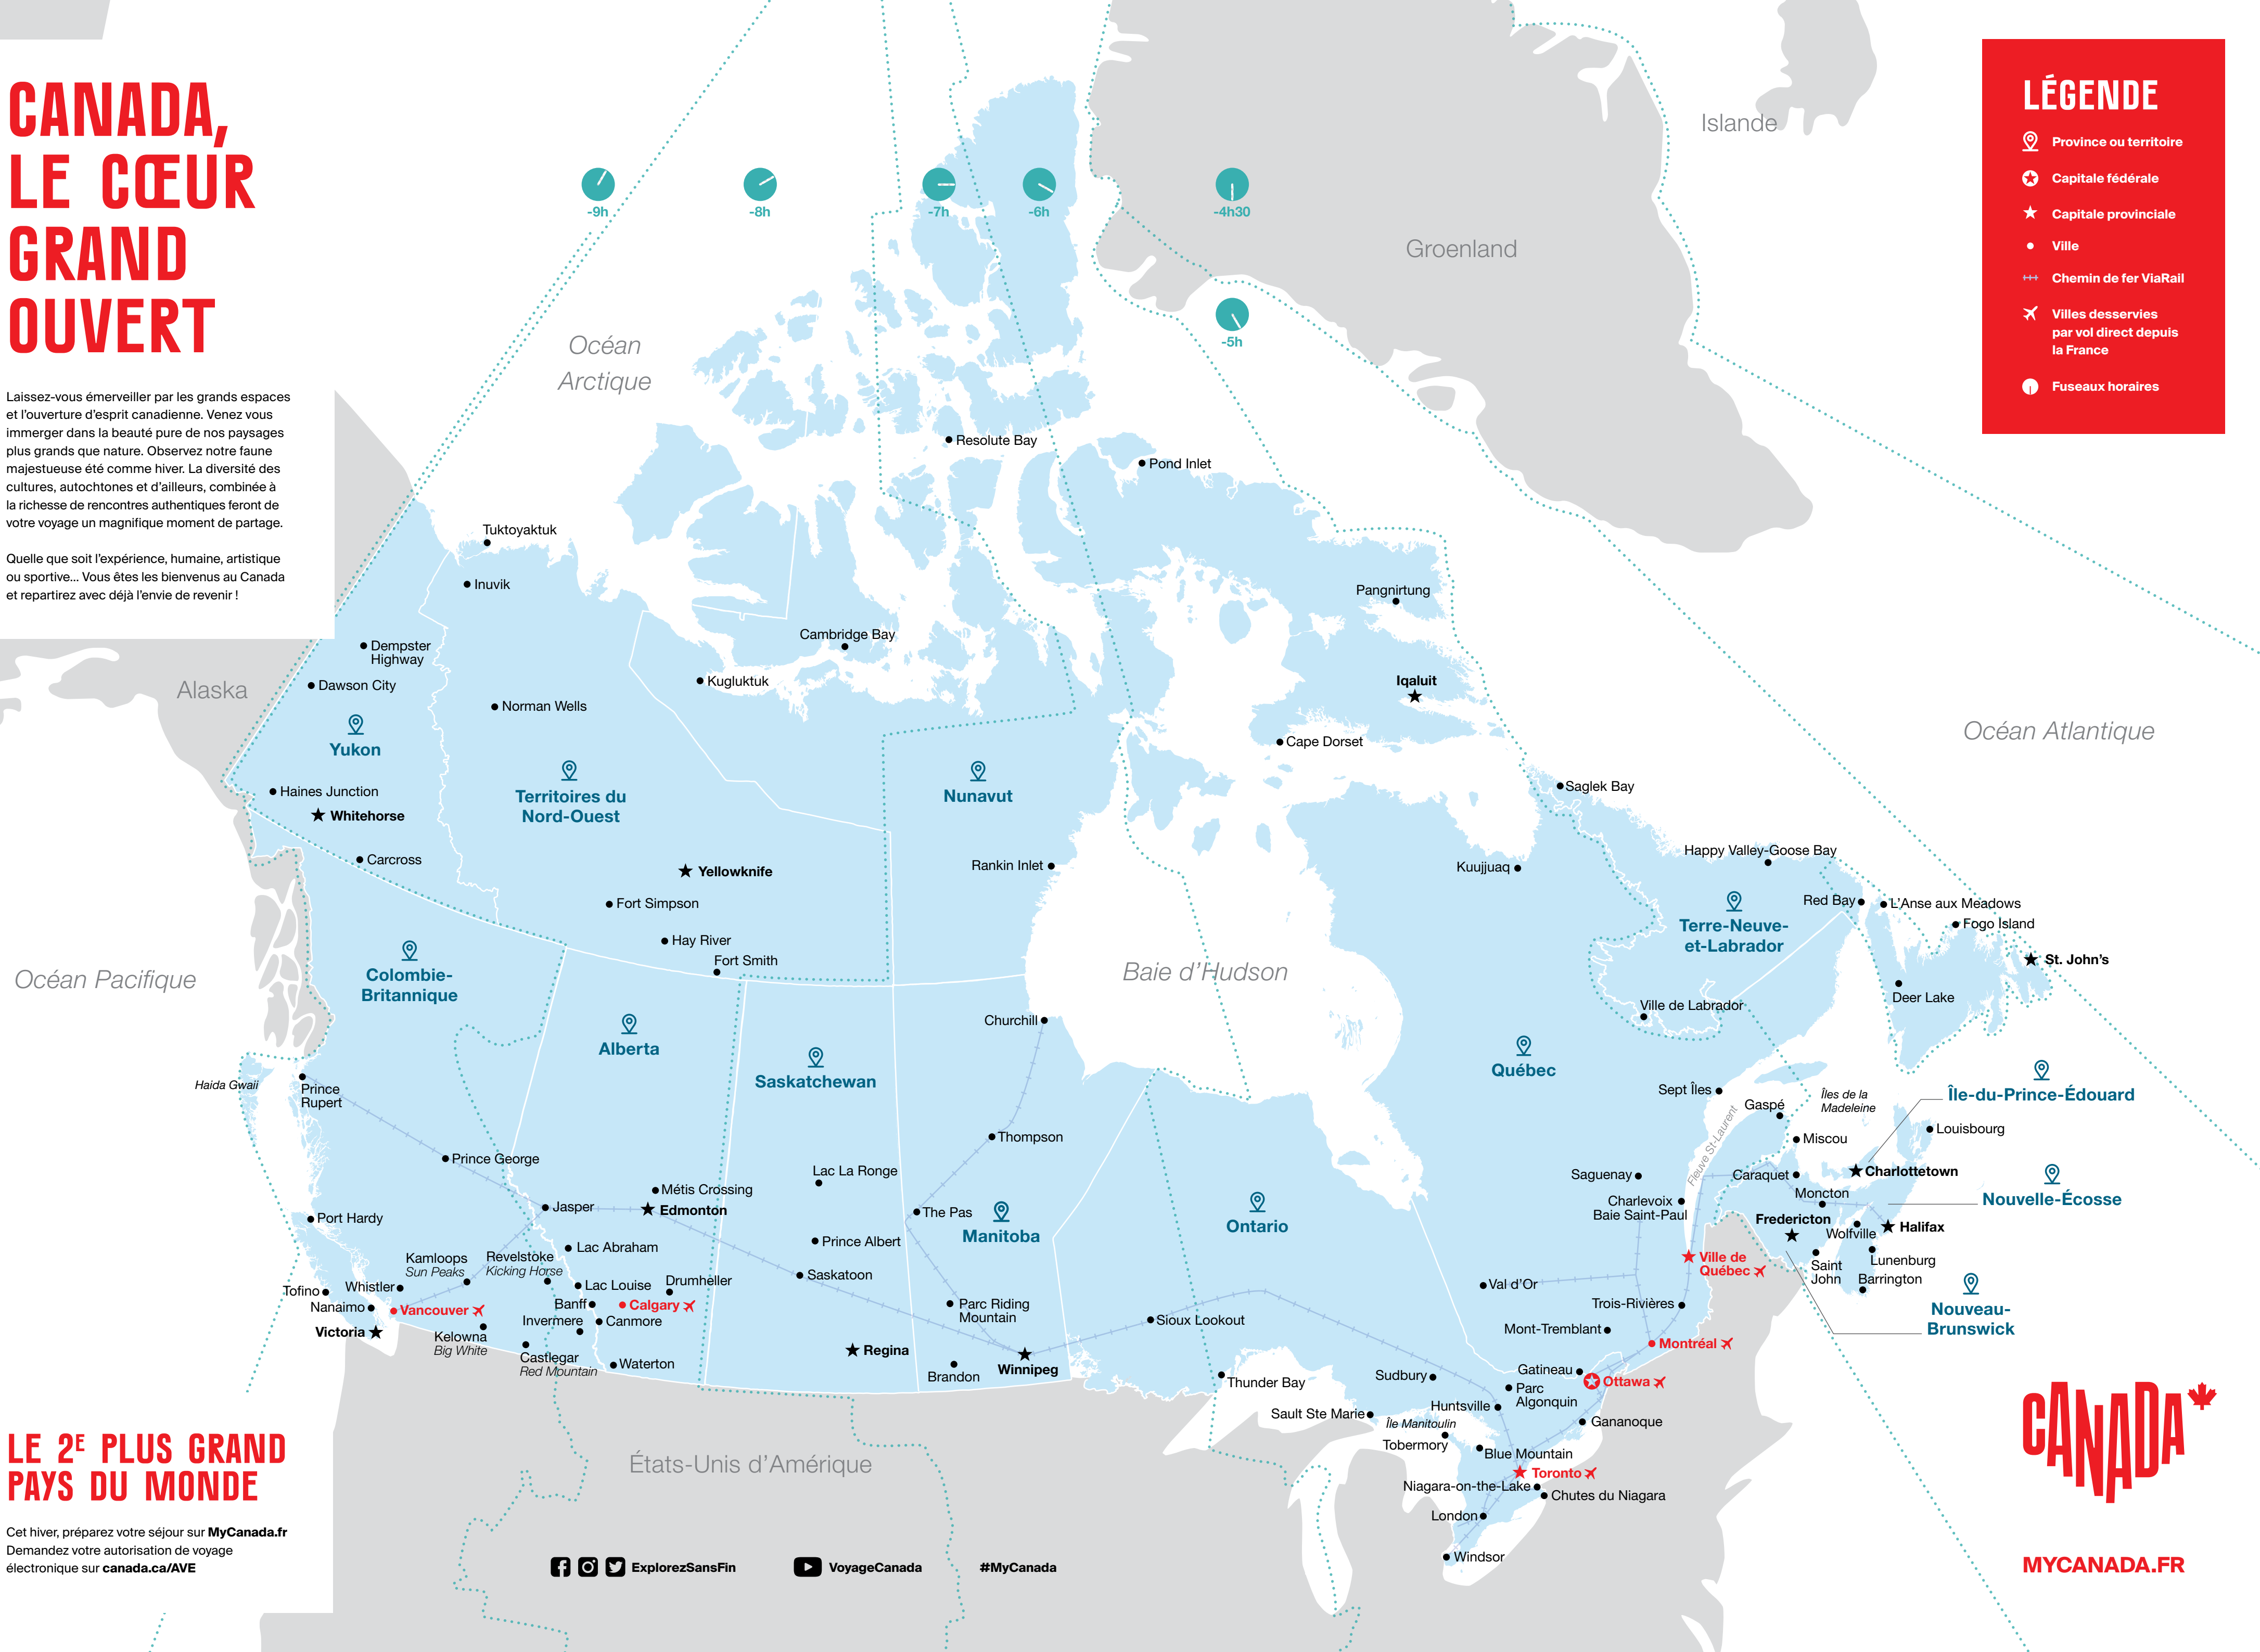 CANADA,
LE CŒUR
GRAND
OUVERT
Laissez-vous émerveiller par les grands espaces
et l’ouverture d’esprit canadienne. Venez vous
immerger dans la beauté pure de nos paysages
plus grands que nature. Observez notre faune
majestueuse été comme hiver. La diversité des
cultures, autochtones et d’ailleurs, combinée à
la richesse de rencontres authentiques feront de
votre voyage un magnifique moment de partage.
Quelle que soit l’expérience, humaine, artistique
ou sportive... Vous êtes les bienvenus au Canada
et repartirez avec déjà l’envie de revenir !
LÉGENDE
Province ou territoire
Capitale fédérale
Capitale provinciale
Ville
Chemin de fer ViaRail
Villes desservies
par vol direct depuis
la France
Fuseaux horaires
-9h
-8h
-7h
-6h
-4h30
-5h
Islande
Groenland
Océan
Arctique
Alaska
Océan Pacifique
Océan Atlantique
Baie d’Hudson
États-Unis d’Amérique
Fleuve St-Laurent
Resolute Bay
Pond Inlet
Tuktoyaktuk
Inuvik
Pangnirtung
Cambridge Bay
Dempster
Highway
Dawson City
Kugluktuk
Iqaluit
Norman Wells
Cape Dorset
Yukon
Territoires du
Nord-Ouest
Nunavut
Haines Junction
Whitehorse
Carcross
Yellowknife
Rankin Inlet
Fort Simpson
Hay River
Fort Smith
Saglek Bay
Kuujjuaq
Happy Valley-Goose Bay
Red Bay
L’Anse aux Meadows
Fogo Island
Terre-Neuve-
et-Labrador
St. John’s
Deer Lake
Ville de Labrador
Colombie-
Britannique
Alberta
Saskatchewan
Churchill
Québec
Haida Gwaii
Prince
Rupert
Sept Îles
Gaspé
Îles de la
Madeleine
Île-du-Prince-Édouard
Louisbourg
Miscou
Thompson
Prince George
Lac La Ronge
Saguenay
Caraquet
Charlottetown
Métis Crossing
Jasper
Edmonton
The Pas
Manitoba
Ontario
Charlevoix
Baie Saint-Paul
Moncton
Nouvelle-Écosse
Port Hardy
Fredericton
Wolfville
Halifax
Prince Albert
Lac Abraham
Kamloops
Sun Peaks
Revelstoke
Kicking Horse
Ville de
Québec
Saint
John
Lunenburg
Barrington
Saskatoon
Whistler
Tofino
Lac Louise
Drumheller
Val d’Or
Nouveau-
Brunswick
Nanaimo
Vancouver
Banff
Calgary
Parc Riding
Mountain
Trois-Rivières
Victoria
Kelowna
Big White
Invermere
Canmore
Sioux Lookout
Mont-Tremblant
Montréal
Castlegar
Red Mountain
Waterton
Regina
Brandon
Winnipeg
Thunder Bay
Sudbury
Gatineau
Ottawa
Parc
Algonquin
Sault Ste Marie
Île Manitoulin
Huntsville
Gananoque
Tobermory
Blue Mountain
Toronto
Niagara-on-the-Lake
Chutes du Niagara
London
Windsor
LE 2E PLUS GRAND
PAYS DU MONDE
Cet hiver, préparez votre séjour sur MyCanada.fr
Demandez votre autorisation de voyage
électronique sur canada.ca/AVE
ExplorezSansFin
VoyageCanada
#MyCanada
CANADA
MYCANADA.FR